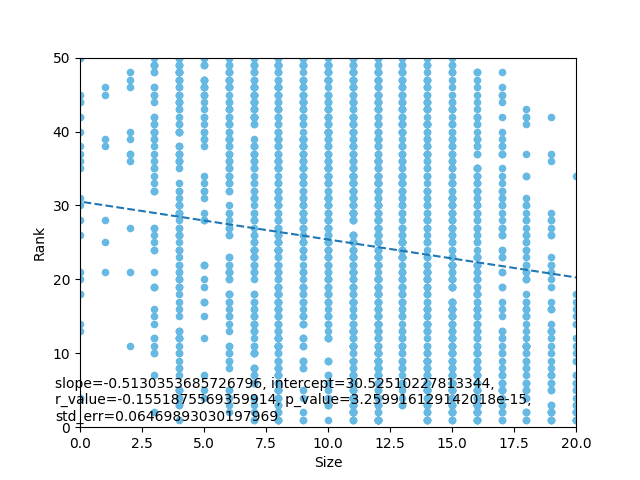 50
40
30
20
10
0
Rank
slope=-0.5130353685726796, intercept=30.52510227813344,
r_value=-0.1551875569359914, p_value=3.259916129142018e-15,
std_err=0.06469893030197969
0.0 2.5 5.0 7.5 10.0 12.5 15.0 17.5 20.0
Size